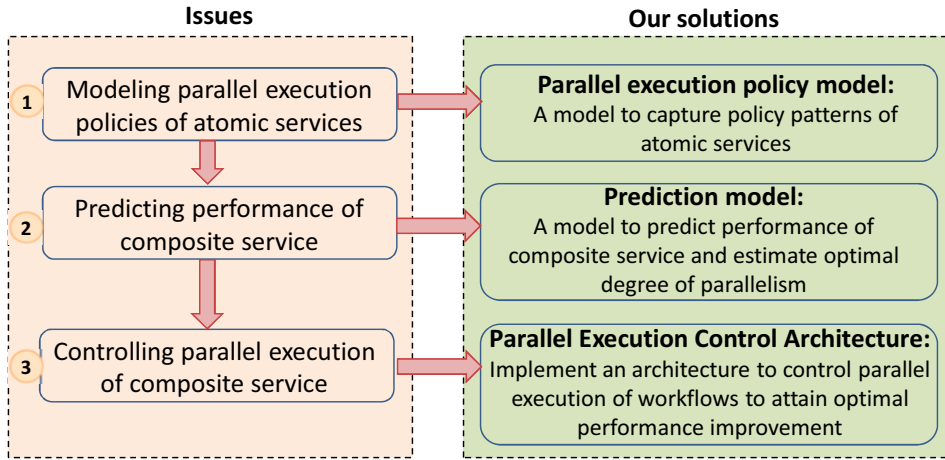 Issues
Our solutions
1
Modeling parallel execution
policies of atomic services
Parallel execution policy model:
A model to capture policy patterns of
atomic services
2
Predicting performance of
composite service
Prediction model:
A model to predict performance of
composite service and estimate optimal
degree of parallelism
3
Controlling parallel execution
of composite service
Parallel Execution Control Architecture:
Implement an architecture to control parallel
execution of workflows to attain optimal
performance improvement